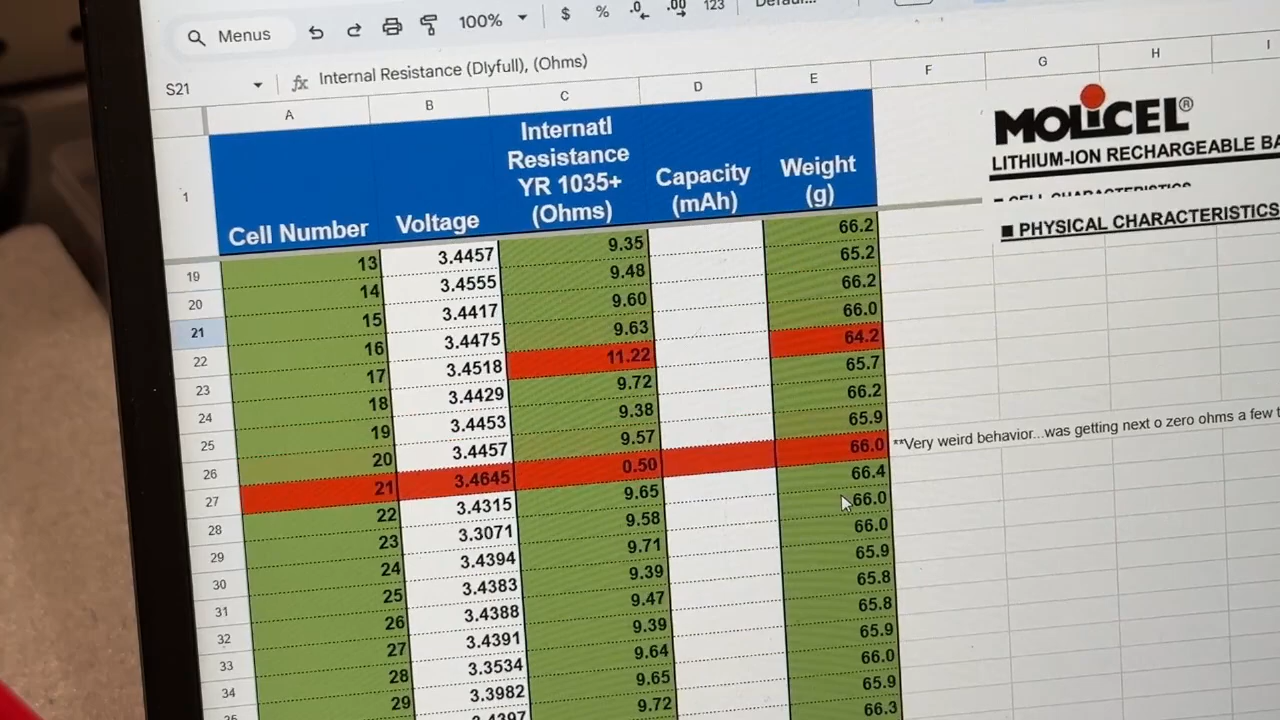 Menus 100% $ % .0 .00 123
S21 fx Internal Resistance (Dlyfull), (Ohms)
A B C D E F G H I
1 Cell Number Voltage Internatl Resistance YR 1035+ (Ohms) Capacity (mAh) Weight (g)
MOLiCEL®
LITHIUM-ION RECHARGEABLE BA
■ CELL CHARACTERISTICS
■ PHYSICAL CHARACTERISTICS
19 13 3.4457 9.35 66.2
20 14 3.4555 9.48 65.2
21 15 3.4417 9.60 66.2
22 16 3.4475 9.63 66.0
23 17 3.4518 11.22 64.2
24 18 3.4429 9.72 65.7
25 19 3.4453 9.38 66.2
26 20 3.4457 9.57 65.9
27 21 3.4645 0.50 66.0 **Very weird behavior...was getting next o zero ohms a few t
28 22 3.4315 9.65 66.4
29 23 3.3071 9.58 66.0
30 24 3.4394 9.71 66.0
31 25 3.4383 9.39 65.9
32 26 3.4388 9.47 65.8
33 27 3.4391 9.39 65.8
34 28 3.3534 9.64 65.9
35 29 3.3982 9.65 66.0
3.4397 9.72 65.9
66.3